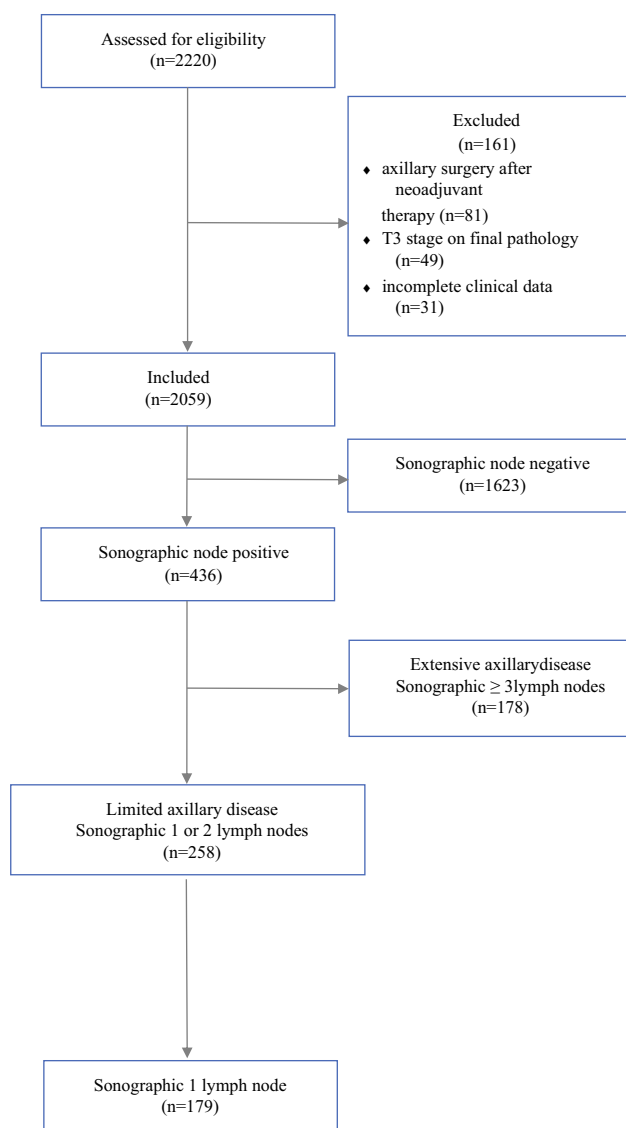 Assessed for eligibility
(n=2220)
Excluded
(n=161)
♦ axillary surgery after
neoadjuvant
therapy (n=81)
♦ T3 stage on final pathology
(n=49)
♦ incomplete clinical data
(n=31)
Included
(n=2059)
Sonographic node negative
(n=1623)
Sonographic node positive
(n=436)
Extensive axillarydisease
Sonographic ≥ 3lymph nodes
(n=178)
Limited axillary disease
Sonographic 1 or 2 lymph nodes
(n=258)
Sonographic 1 lymph node
(n=179)